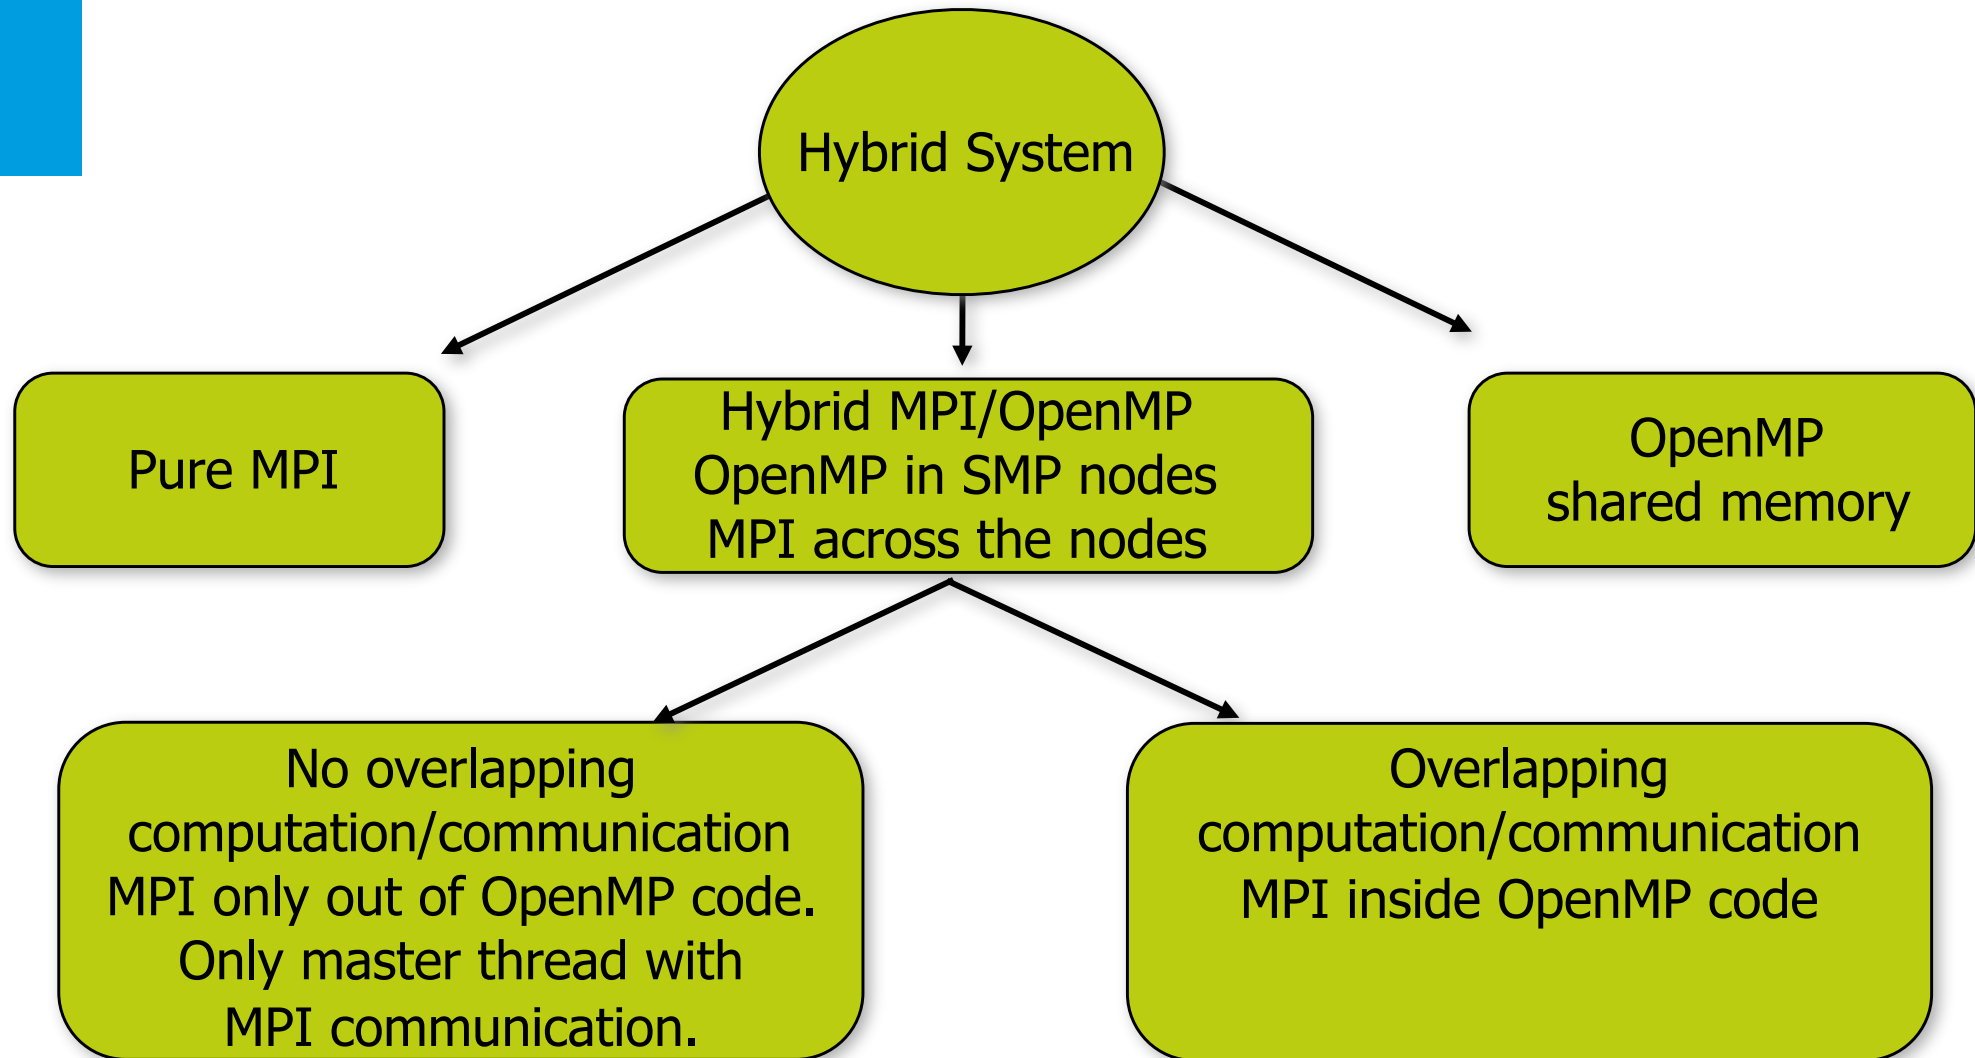 Hybrid System
Pure MPI
Hybrid MPI/OpenMP
OpenMP in SMP nodes
MPI across the nodes
OpenMP
shared memory
No overlapping
computation/communication
MPI only out of OpenMP code.
Only master thread with
MPI communication.
Overlapping
computation/communication
MPI inside OpenMP code